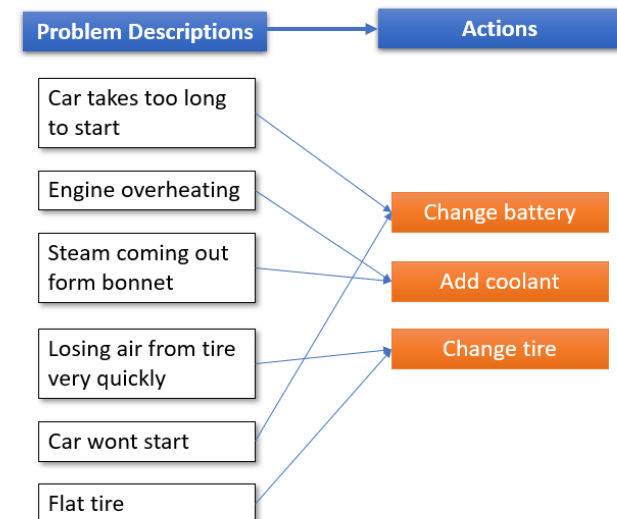 Problem Descriptions
Actions
Car takes too long
to start
Engine overheating
Steam coming out
form bonnet
Losing air from tire
very quickly
Car wont start
Flat tire
Change battery
Add coolant
Change tire